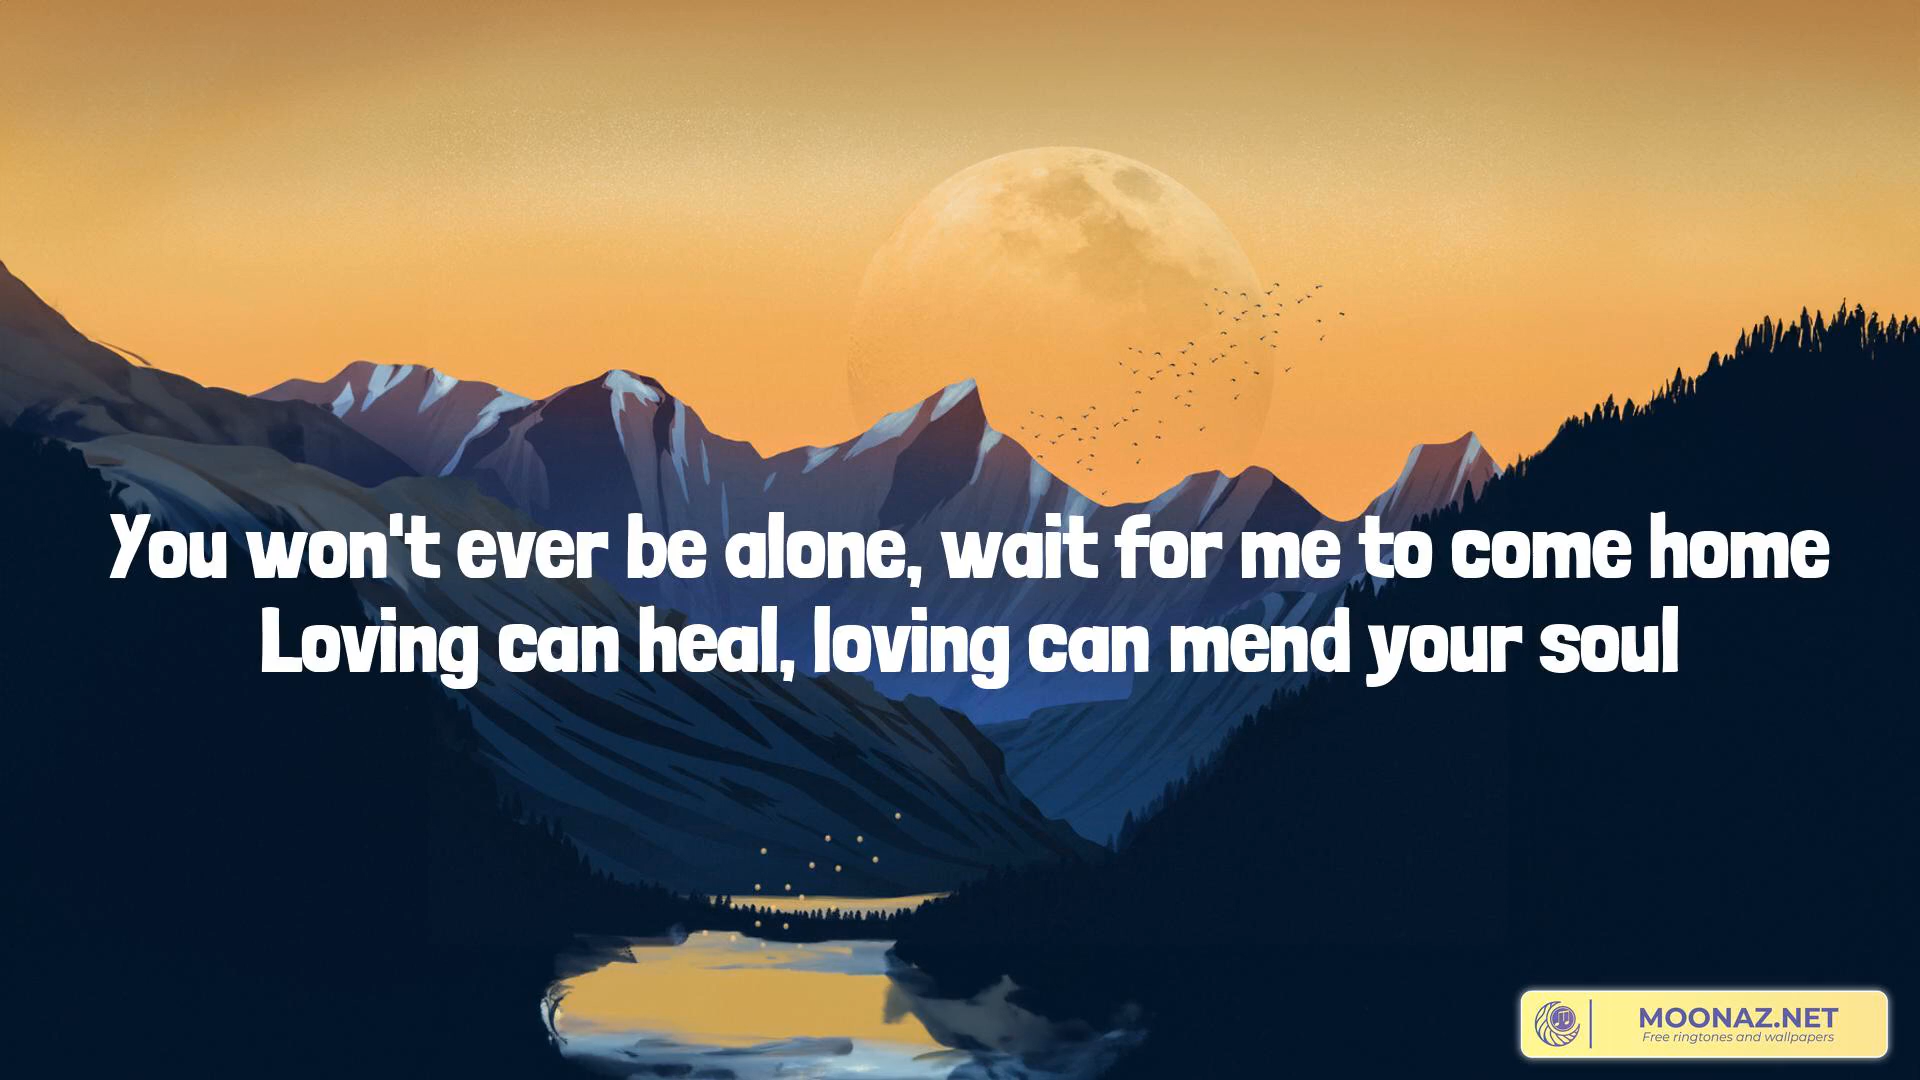 You won't ever be alone, wait for me to come home
Loving can heal, loving can mend your soul
MOONAZ.NET
Free ringtones and wallpapers